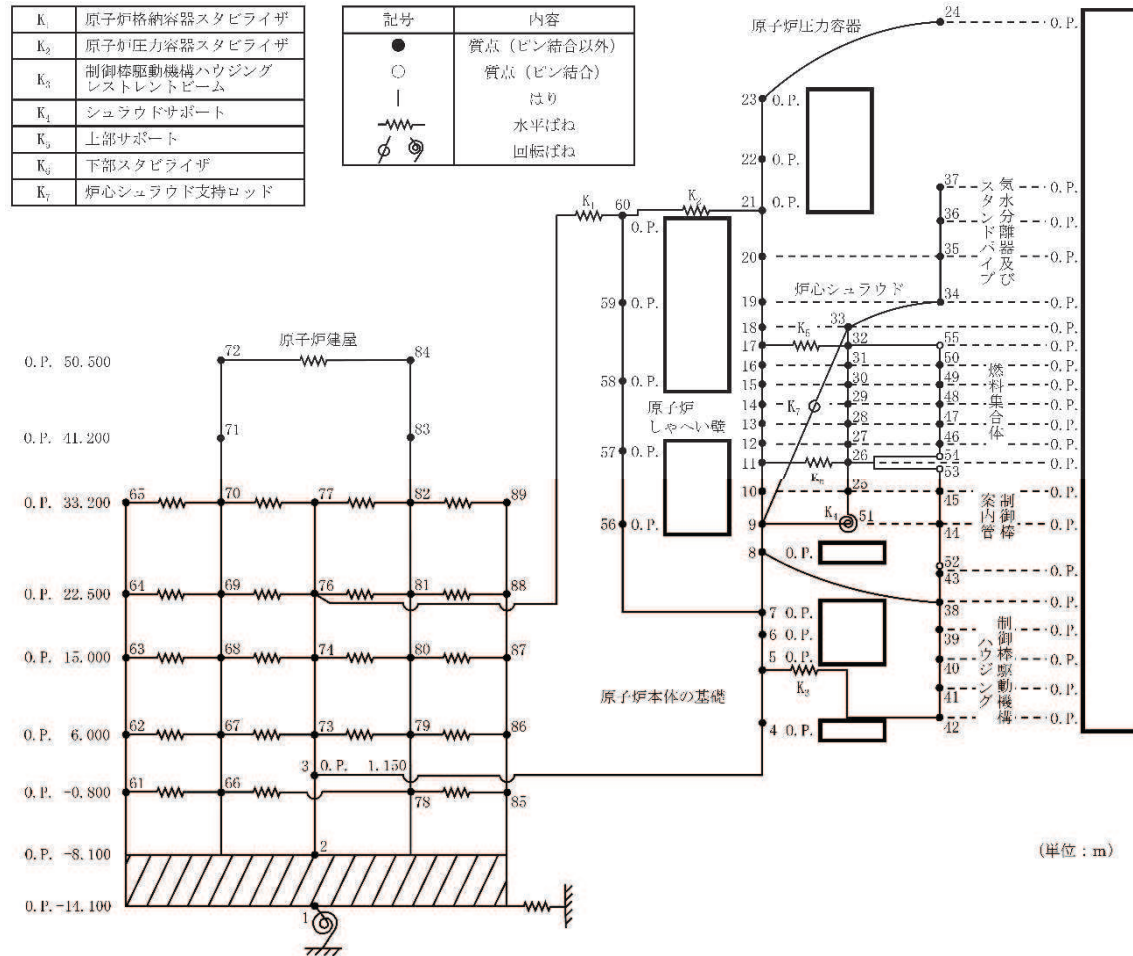 K₁ 原子炉格納容器スタビライザ
K₂ 原子炉圧力容器スタビライザ
K₃ 制御棒駆動機構ハウジング
レストレントビーム
K₄ シュラウドサポート
K₅ 上部サポート
K₆ 下部スタビライザ
K₇ 炉心シュラウド支持ロッド
記号 内容
● 質点（ピン結合以外）
○ 質点（ピン結合）
はり
水平ばね
回転ばね
原子炉圧力容器
24 O.P.
23 O.P.
22 O.P.
21 O.P.
K₁ 60 O.P. K₂
37 O.P.
36 O.P.
35 O.P.
気水分離器及び
スタンドパイプ
20
19 炉心シュラウド 34 O.P.
59 O.P.
18 33 O.P.
17 K₅ 32 55 O.P.
16 31 50 O.P.
15 30 49 O.P.
58 O.P.
14 K₇ 29 48 O.P.
13 28 47 O.P.
12 27 46 O.P.
燃料集合体
原子炉
しゃへい壁
57 O.P.
11 26 54 O.P.
53
10 25 45 O.P.
56 O.P.
9 K₄ 51 44 O.P.
制御棒
案内管
8 O.P.
52 O.P.
43
38 O.P.
7 O.P.
6 O.P. 39 O.P.
5 O.P. K₃ 40 O.P.
41 O.P.
4 O.P. 42 O.P.
制御棒駆動機構
ハウジング
原子炉本体の基礎
原子炉建屋
O.P. 50.500 72 84
O.P. 41.200 71 83
O.P. 33.200 65 70 77 82 89
O.P. 22.500 64 69 76 81 88
O.P. 15.000 63 68 74 80 87
O.P. 6.000 62 67 73 79 86
3 O.P. 1.150
O.P. -0.800 61 66 78 85
O.P. -8.100 2
O.P.-14.100 1
（単位：m）